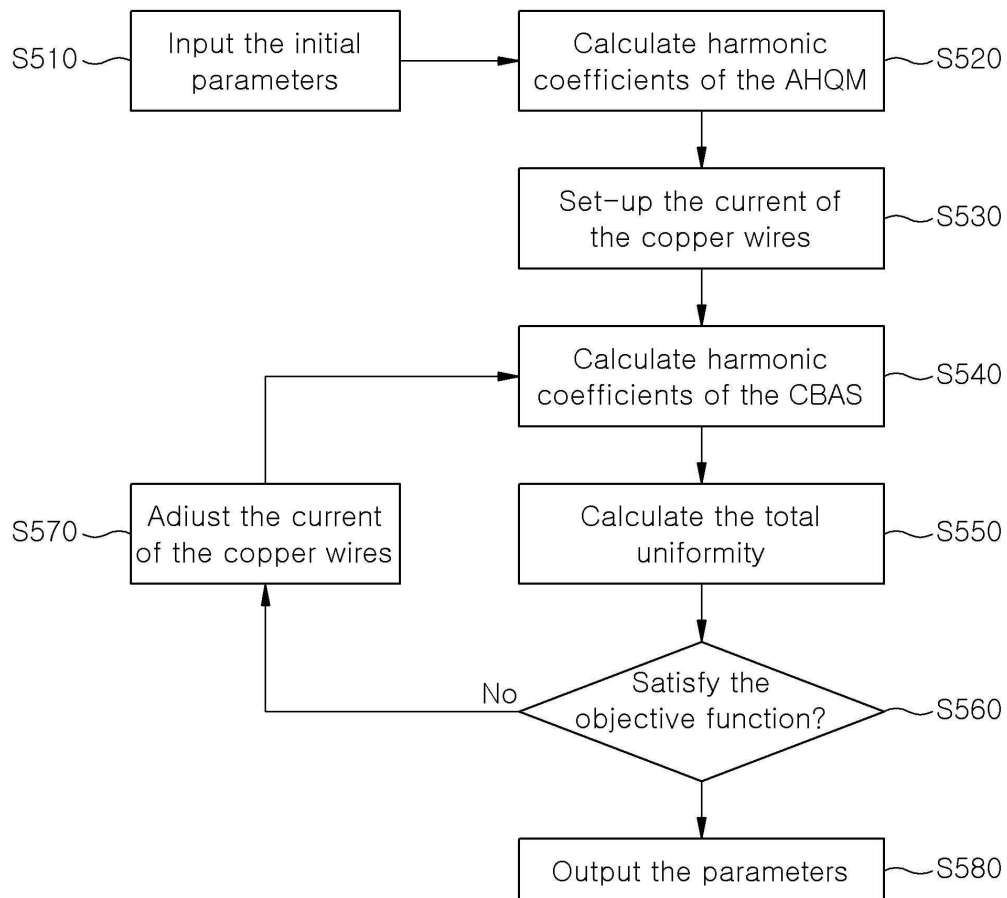 S510
Input the initial
parameters
Calculate harmonic
coefficients of the AHQM
S520
Set-up the current of
the copper wires
S530
Calculate harmonic
coefficients of the CBAS
S540
S570
Adiust the current
of the copper wires
Calculate the total
uniformity
S550
No
Satisfy the
objective function?
S560
Output the parameters
S580